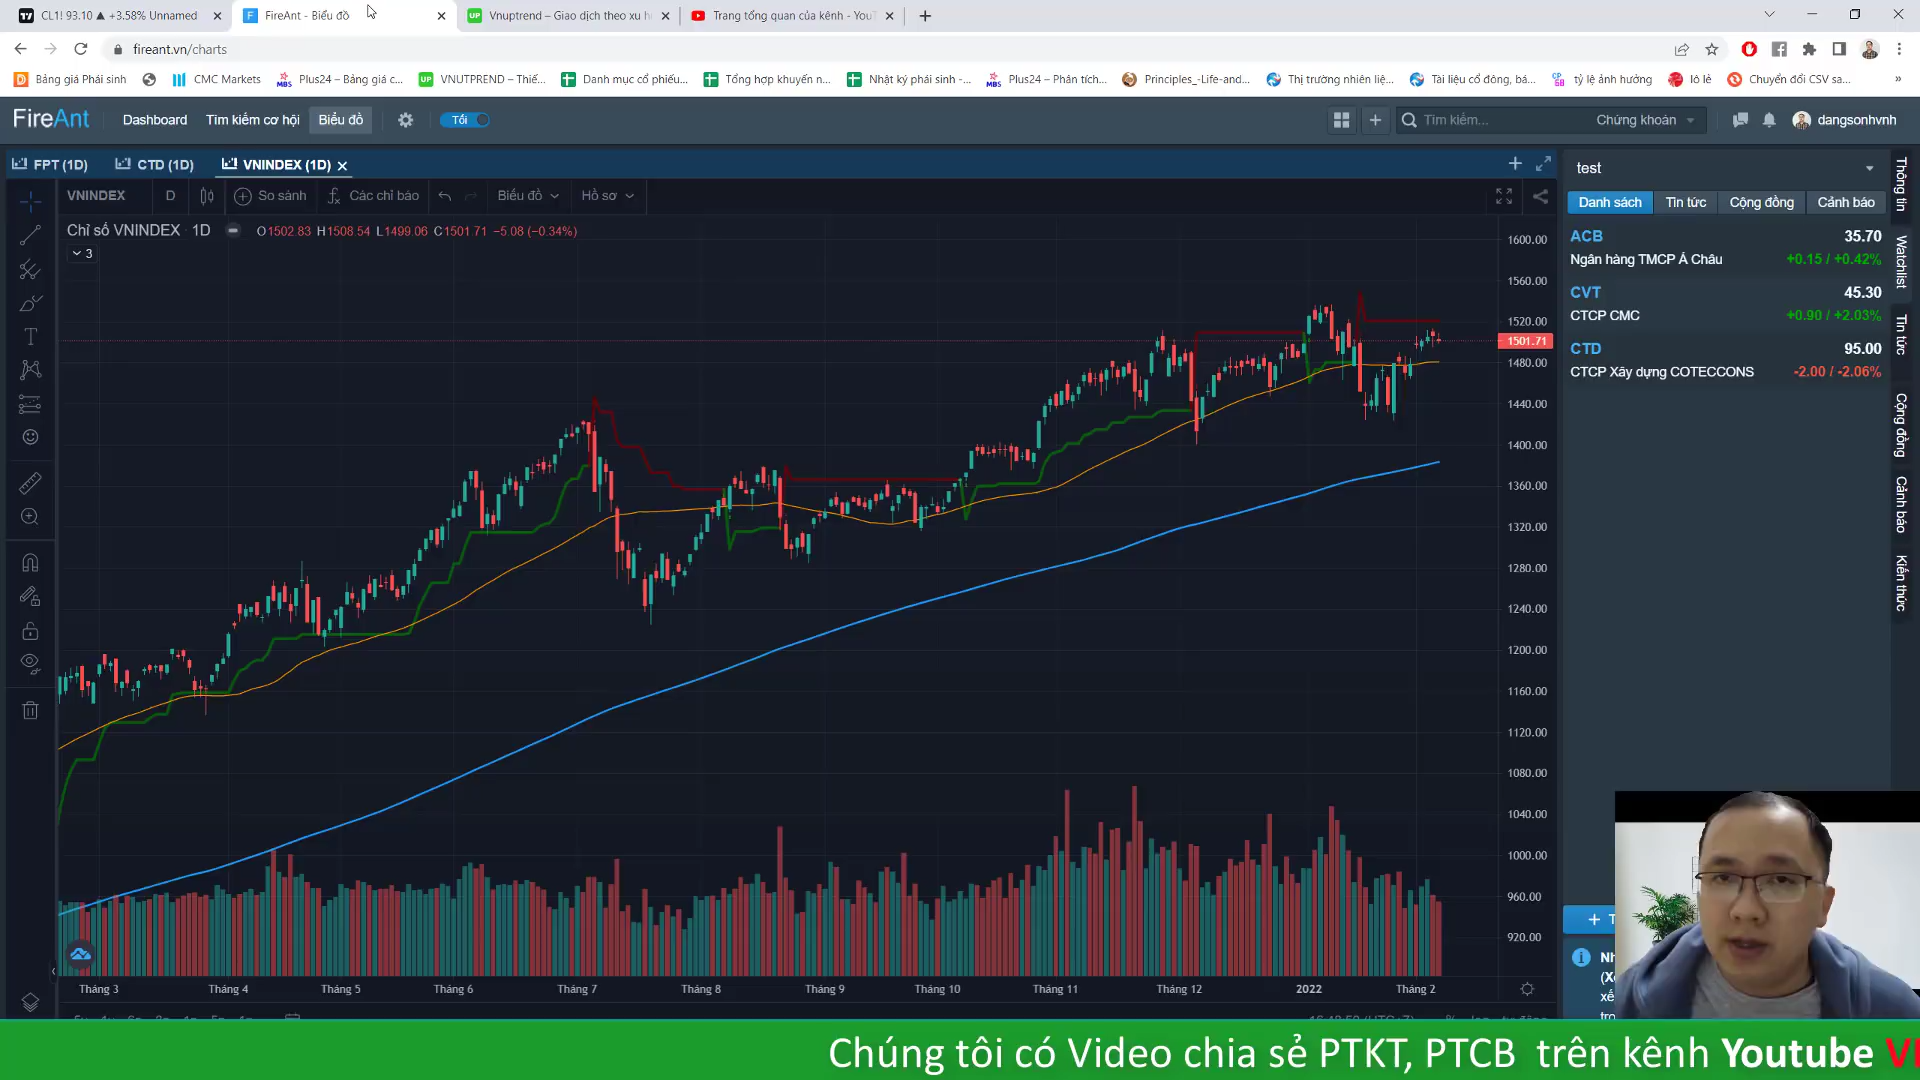 CL1! 93.10 ▲ +3.58% Unnamed
FireAnt - Biểu đồ
Vnuptrend – Giao dịch theo xu h
Trang tổng quan của kênh - YouT
fireant.vn/charts
Bảng giá Phái sinh
CMC Markets
Plus24 – Bảng giá c...
VNUTPREND – Thiế...
Danh mục cổ phiếu...
Tổng hợp khuyến n...
Nhật ký phái sinh -...
Plus24 – Phân tích...
Principles_-Life-and...
Thị trường nhiên liệ...
Tài liệu cổ đông, bá...
tỷ lệ ảnh hưởng
lô lẻ
Chuyển đổi CSV sa...
FireAnt
Dashboard
Tìm kiếm cơ hội
Biểu đồ
Tối
Tìm kiếm...
Chứng khoán
dangsonhvnh
FPT (1D)
CTD (1D)
VNINDEX (1D)
VNINDEX
D
So sánh
Các chỉ báo
Biểu đồ
Hồ sơ
Chỉ số VNINDEX 1D
O1502.83 H1508.54 L1499.06 C1501.71 −5.08 (−0.34%)
3
1600.00
1560.00
1520.00
1501.71
1480.00
1440.00
1400.00
1360.00
1320.00
1280.00
1240.00
1200.00
1160.00
1120.00
1080.00
1040.00
1000.00
960.00
920.00
Tháng 3
Tháng 4
Tháng 5
Tháng 6
Tháng 7
Tháng 8
Tháng 9
Tháng 10
Tháng 11
Tháng 12
2022
Tháng 2
test
Danh sách
Tin tức
Cộng đồng
Cảnh báo
ACB 35.70
Ngân hàng TMCP Á Châu +0.15 / +0.42%
CVT 45.30
CTCP CMC +0.90 / +2.03%
CTD 95.00
CTCP Xây dựng COTECCONS -2.00 / -2.06%
Thông tin
Watchlist
Tin tức
Cộng đồng
Cảnh báo
Kiến thức
Chúng tôi có Video chia sẻ PTKT, PTCB trên kênh Youtube